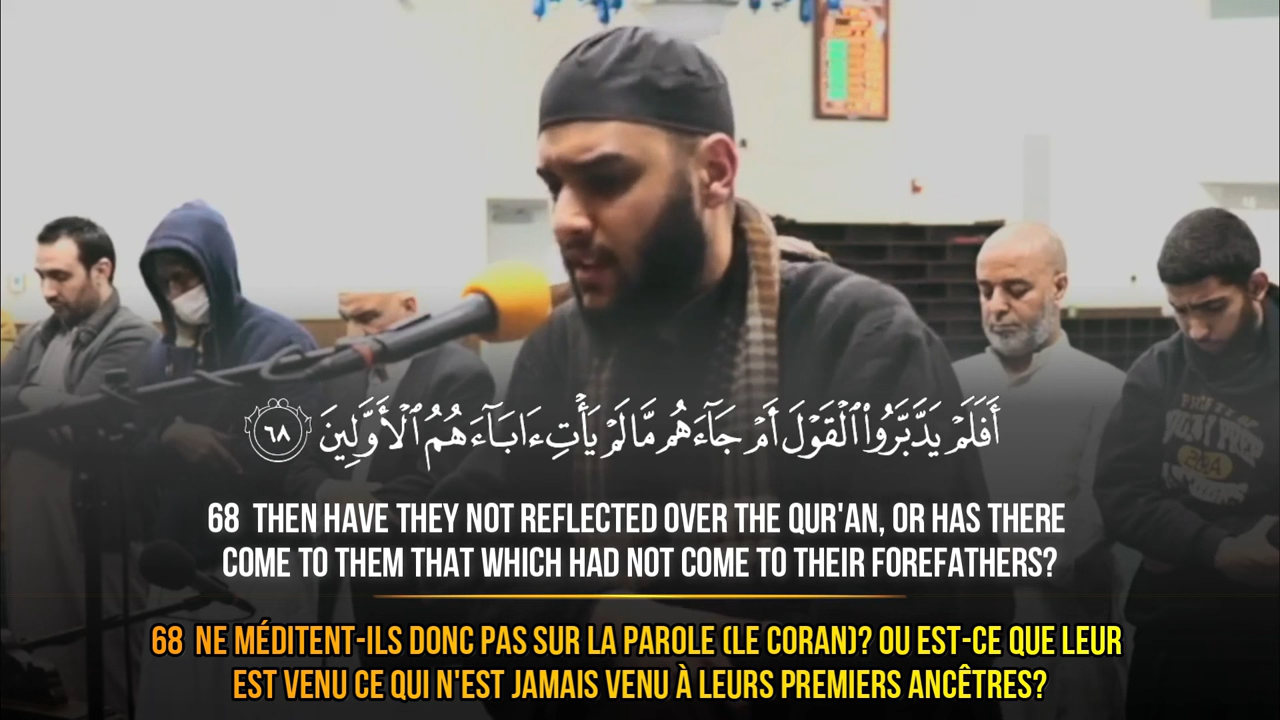 أَفَلَمْ يَدَّبَّرُوا۟ ٱلْقَوْلَ أَمْ جَآءَهُم مَّا لَمْ يَأْتِ ءَابَآءَهُمُ ٱلْأَوَّلِينَ ٦٨
68 THEN HAVE THEY NOT REFLECTED OVER THE QUR'AN, OR HAS THERE
COME TO THEM THAT WHICH HAD NOT COME TO THEIR FOREFATHERS?
68 NE MÉDITENT-ILS DONC PAS SUR LA PAROLE (LE CORAN)? OU EST-CE QUE LEUR
EST VENU CE QUI N'EST JAMAIS VENU À LEURS PREMIERS ANCÊTRES?